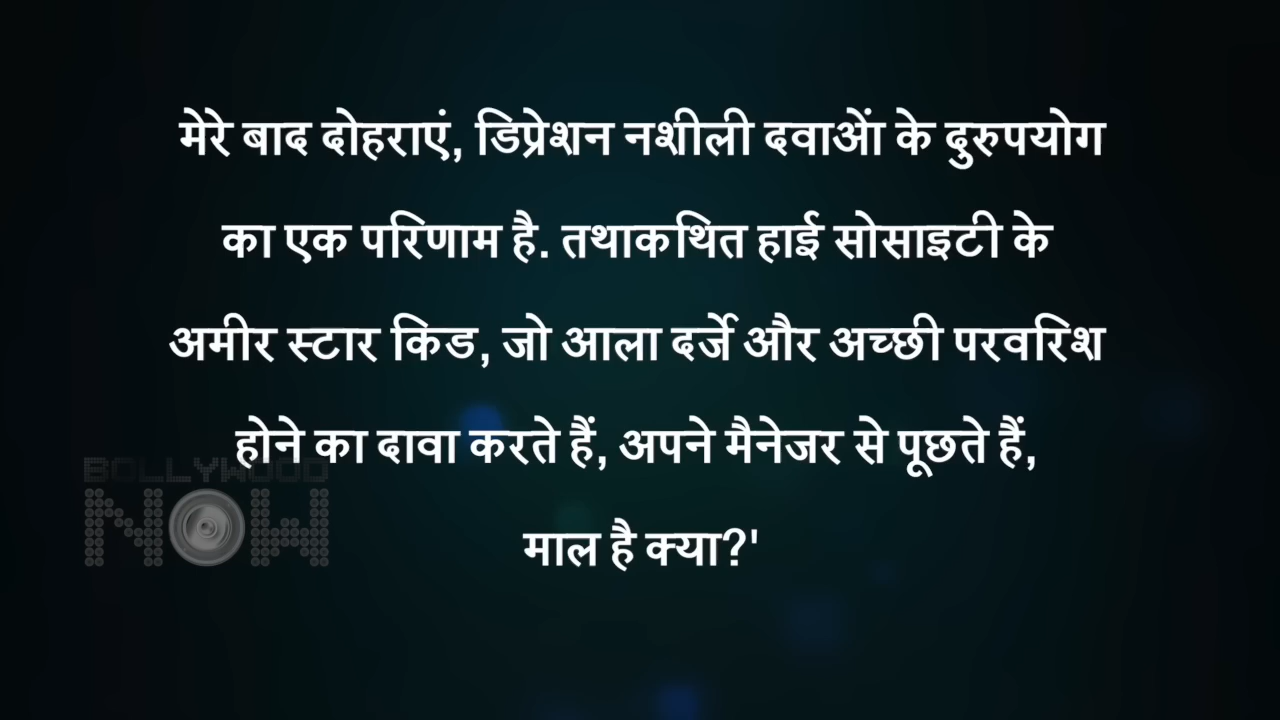 मेरे बाद दोहराएं, डिप्रेशन नशीली दवाओं के दुरुपयोग
का एक परिणाम है. तथाकथित हाई सोसाइटी के
अमीर स्टार किड, जो आला दर्जे और अच्छी परवरिश
होने का दावा करते हैं, अपने मैनेजर से पूछते हैं,
माल है क्या?'
BOLLYWOOD
NOW